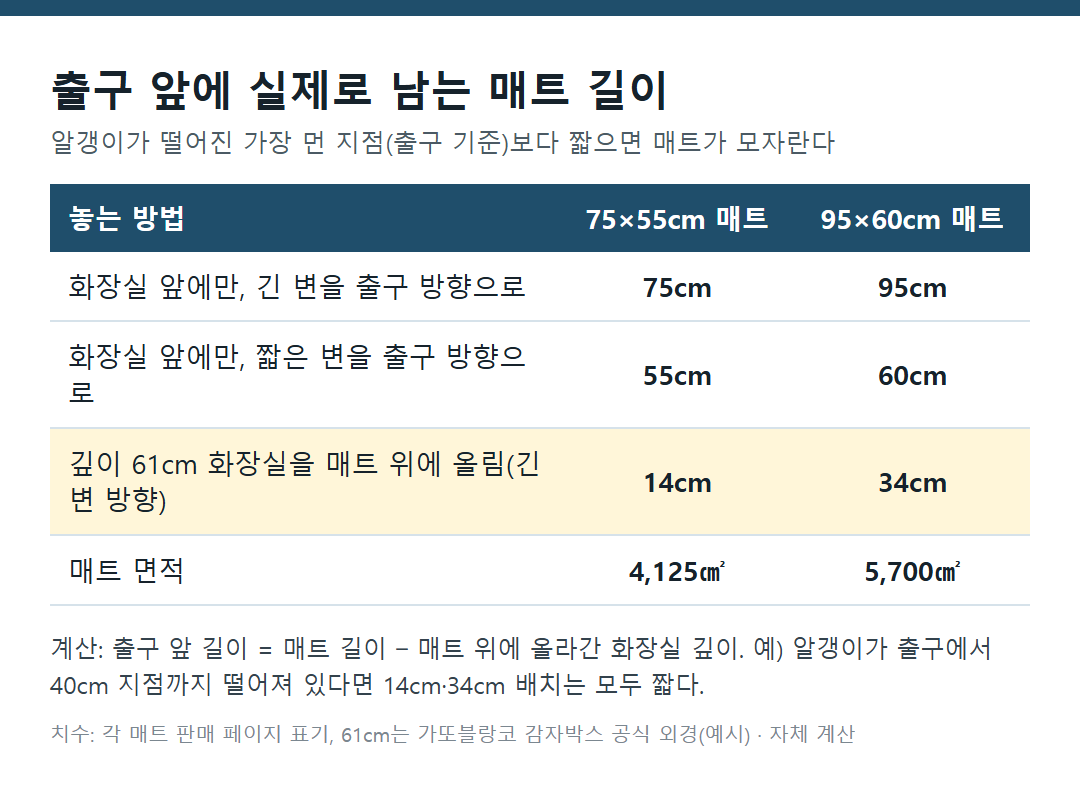 출구 앞에 실제로 남는 매트 길이
알갱이가 떨어진 가장 먼 지점(출구 기준)보다 짧으면 매트가 모자란다
놓는 방법 75×55cm 매트 95×60cm 매트
화장실 앞에만, 긴 변을 출구 방향으로 75cm 95cm
화장실 앞에만, 짧은 변을 출구 방향으
로 55cm 60cm
깊이 61cm 화장실을 매트 위에 올림(긴
변 방향) 14cm 34cm
매트 면적 4,125㎠ 5,700㎠
계산: 출구 앞 길이 = 매트 길이 − 매트 위에 올라간 화장실 깊이. 예) 알갱이가 출구에서
40cm 지점까지 떨어져 있다면 14cm·34cm 배치는 모두 짧다.
치수: 각 매트 판매 페이지 표기, 61cm는 가또블랑코 감자박스 공식 외경(예시) · 자체 계산